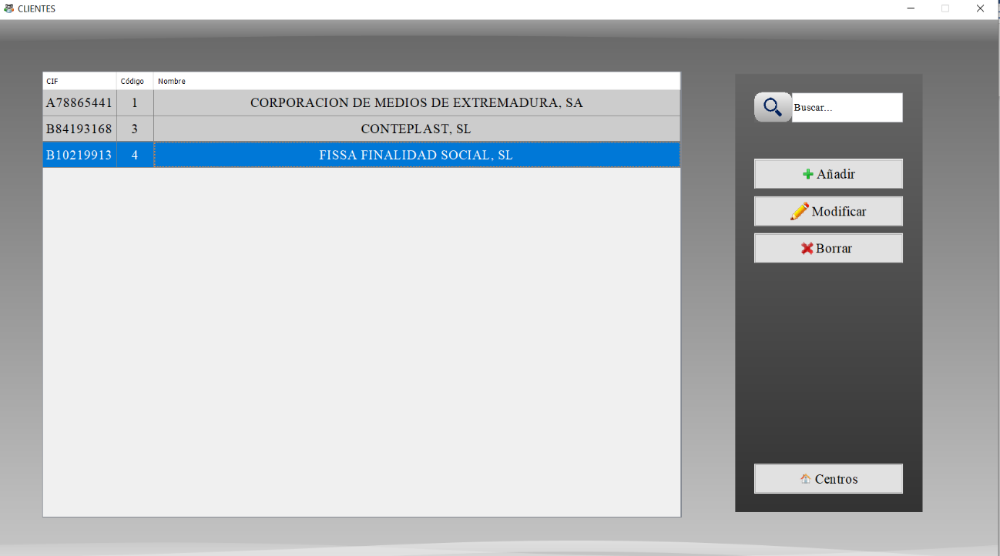 CLIENTES
CIF Código Nombre
A78865441 1 CORPORACION DE MEDIOS DE EXTREMADURA, SA
B84193168 3 CONTEPLAST, SL
B10219913 4 FISSA FINALIDAD SOCIAL, SL
Buscar...
Añadir
Modificar
Borrar
Centros